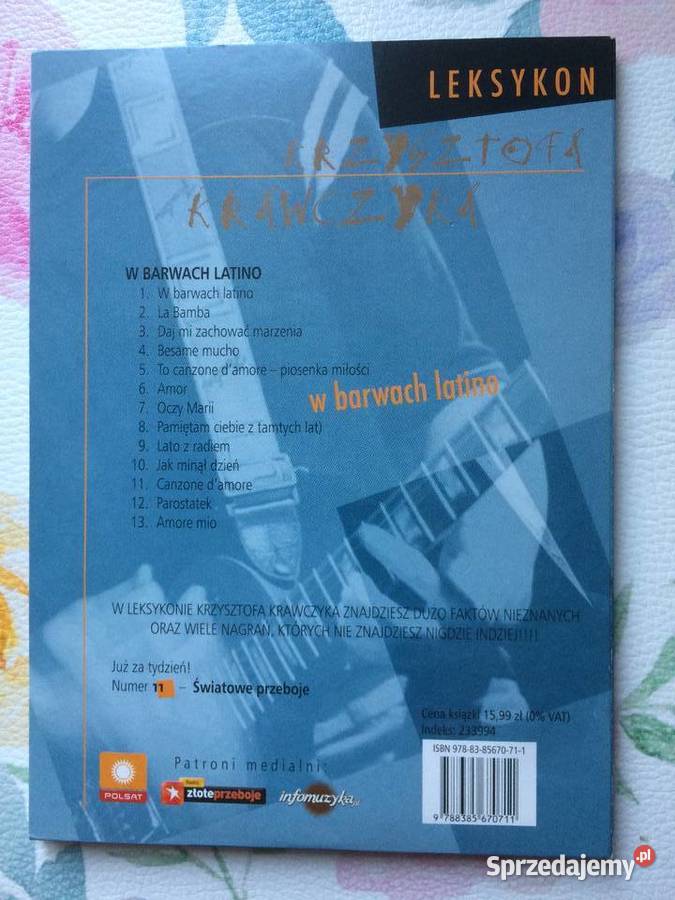 LEKSYKON
KRZYSZTOFA
KRAWCZYKA
W BARWACH LATINO
1. W barwach latino
2. La Bamba
3. Daj mi zachować marzenia
4. Besame mucho
5. To canzone d'amore – piosenka miłości
6. Amor
7. Oczy Marii
8. Pamiętam ciebie z tamtych lat)
9. Lato z radiem
10. Jak minął dzień
11. Canzone d'amore
12. Parostatek
13. Amore mio
w barwach latino
W LEKSYKONIE KRZYSZTOFA KRAWCZYKA ZNAJDZIESZ DUŻO FAKTÓW NIEZNANYCH
ORAZ WIELE NAGRAŃ, KTÓRYCH NIE ZNAJDZIESZ NIGDZIE INDZIEJ!!!!
Już za tydzień!
Numer 11 – Światowe przeboje
Cena książki 15,99 zł (0% VAT)
Indeks: 233994
ISBN 978-83-85670-71-1
9 788385 670711
Patroni medialni:
POLSAT
Radio
złoteprzeboje
infomuzyka.pl
Sprzedajemy.pl